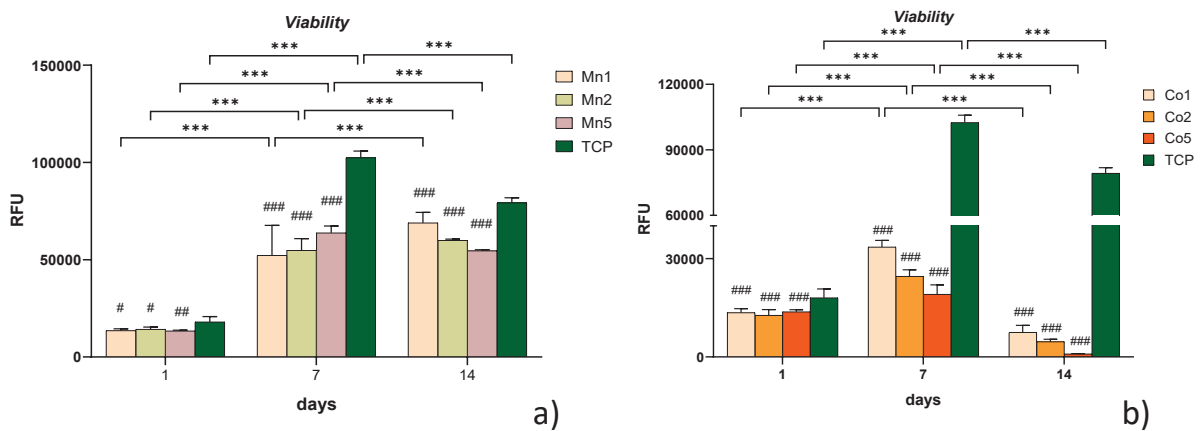 Viability
*** ***
*** ***
*** ***
*** ***
150000
100000
50000
0
RFU
# # ##
### ### ###
### ### ###
1 7 14
days
Mn1
Mn2
Mn5
TCP
a)
Viability
*** ***
*** ***
*** ***
*** ***
120000
90000
60000
30000
0
RFU
### ### ###
### ### ###
### ### ###
1 7 14
days
Co1
Co2
Co5
TCP
b)